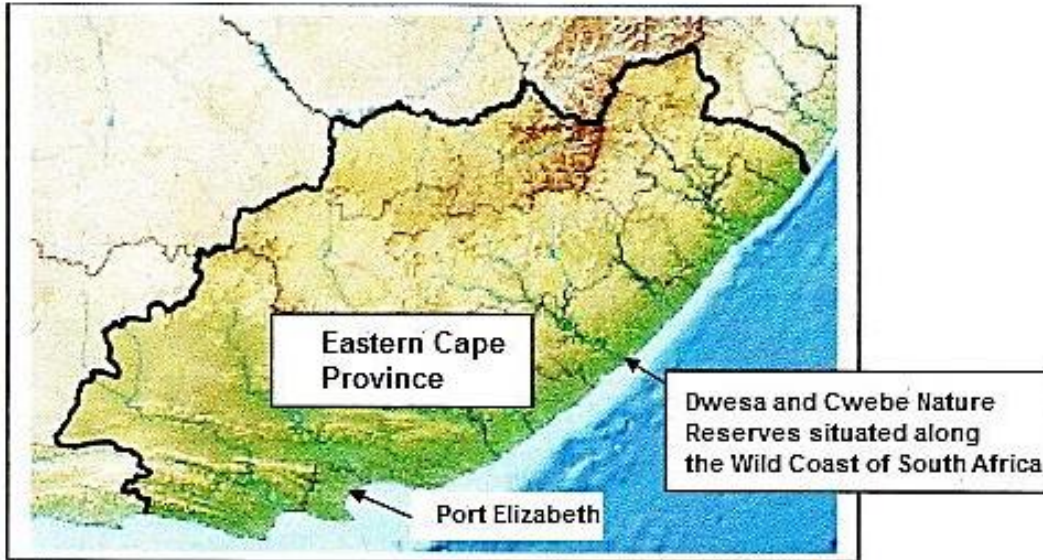 Eastern Cape
Province
Dwesa and Cwebe Nature
Reserves situated along
the Wild Coast of South Africa
Port Elizabeth